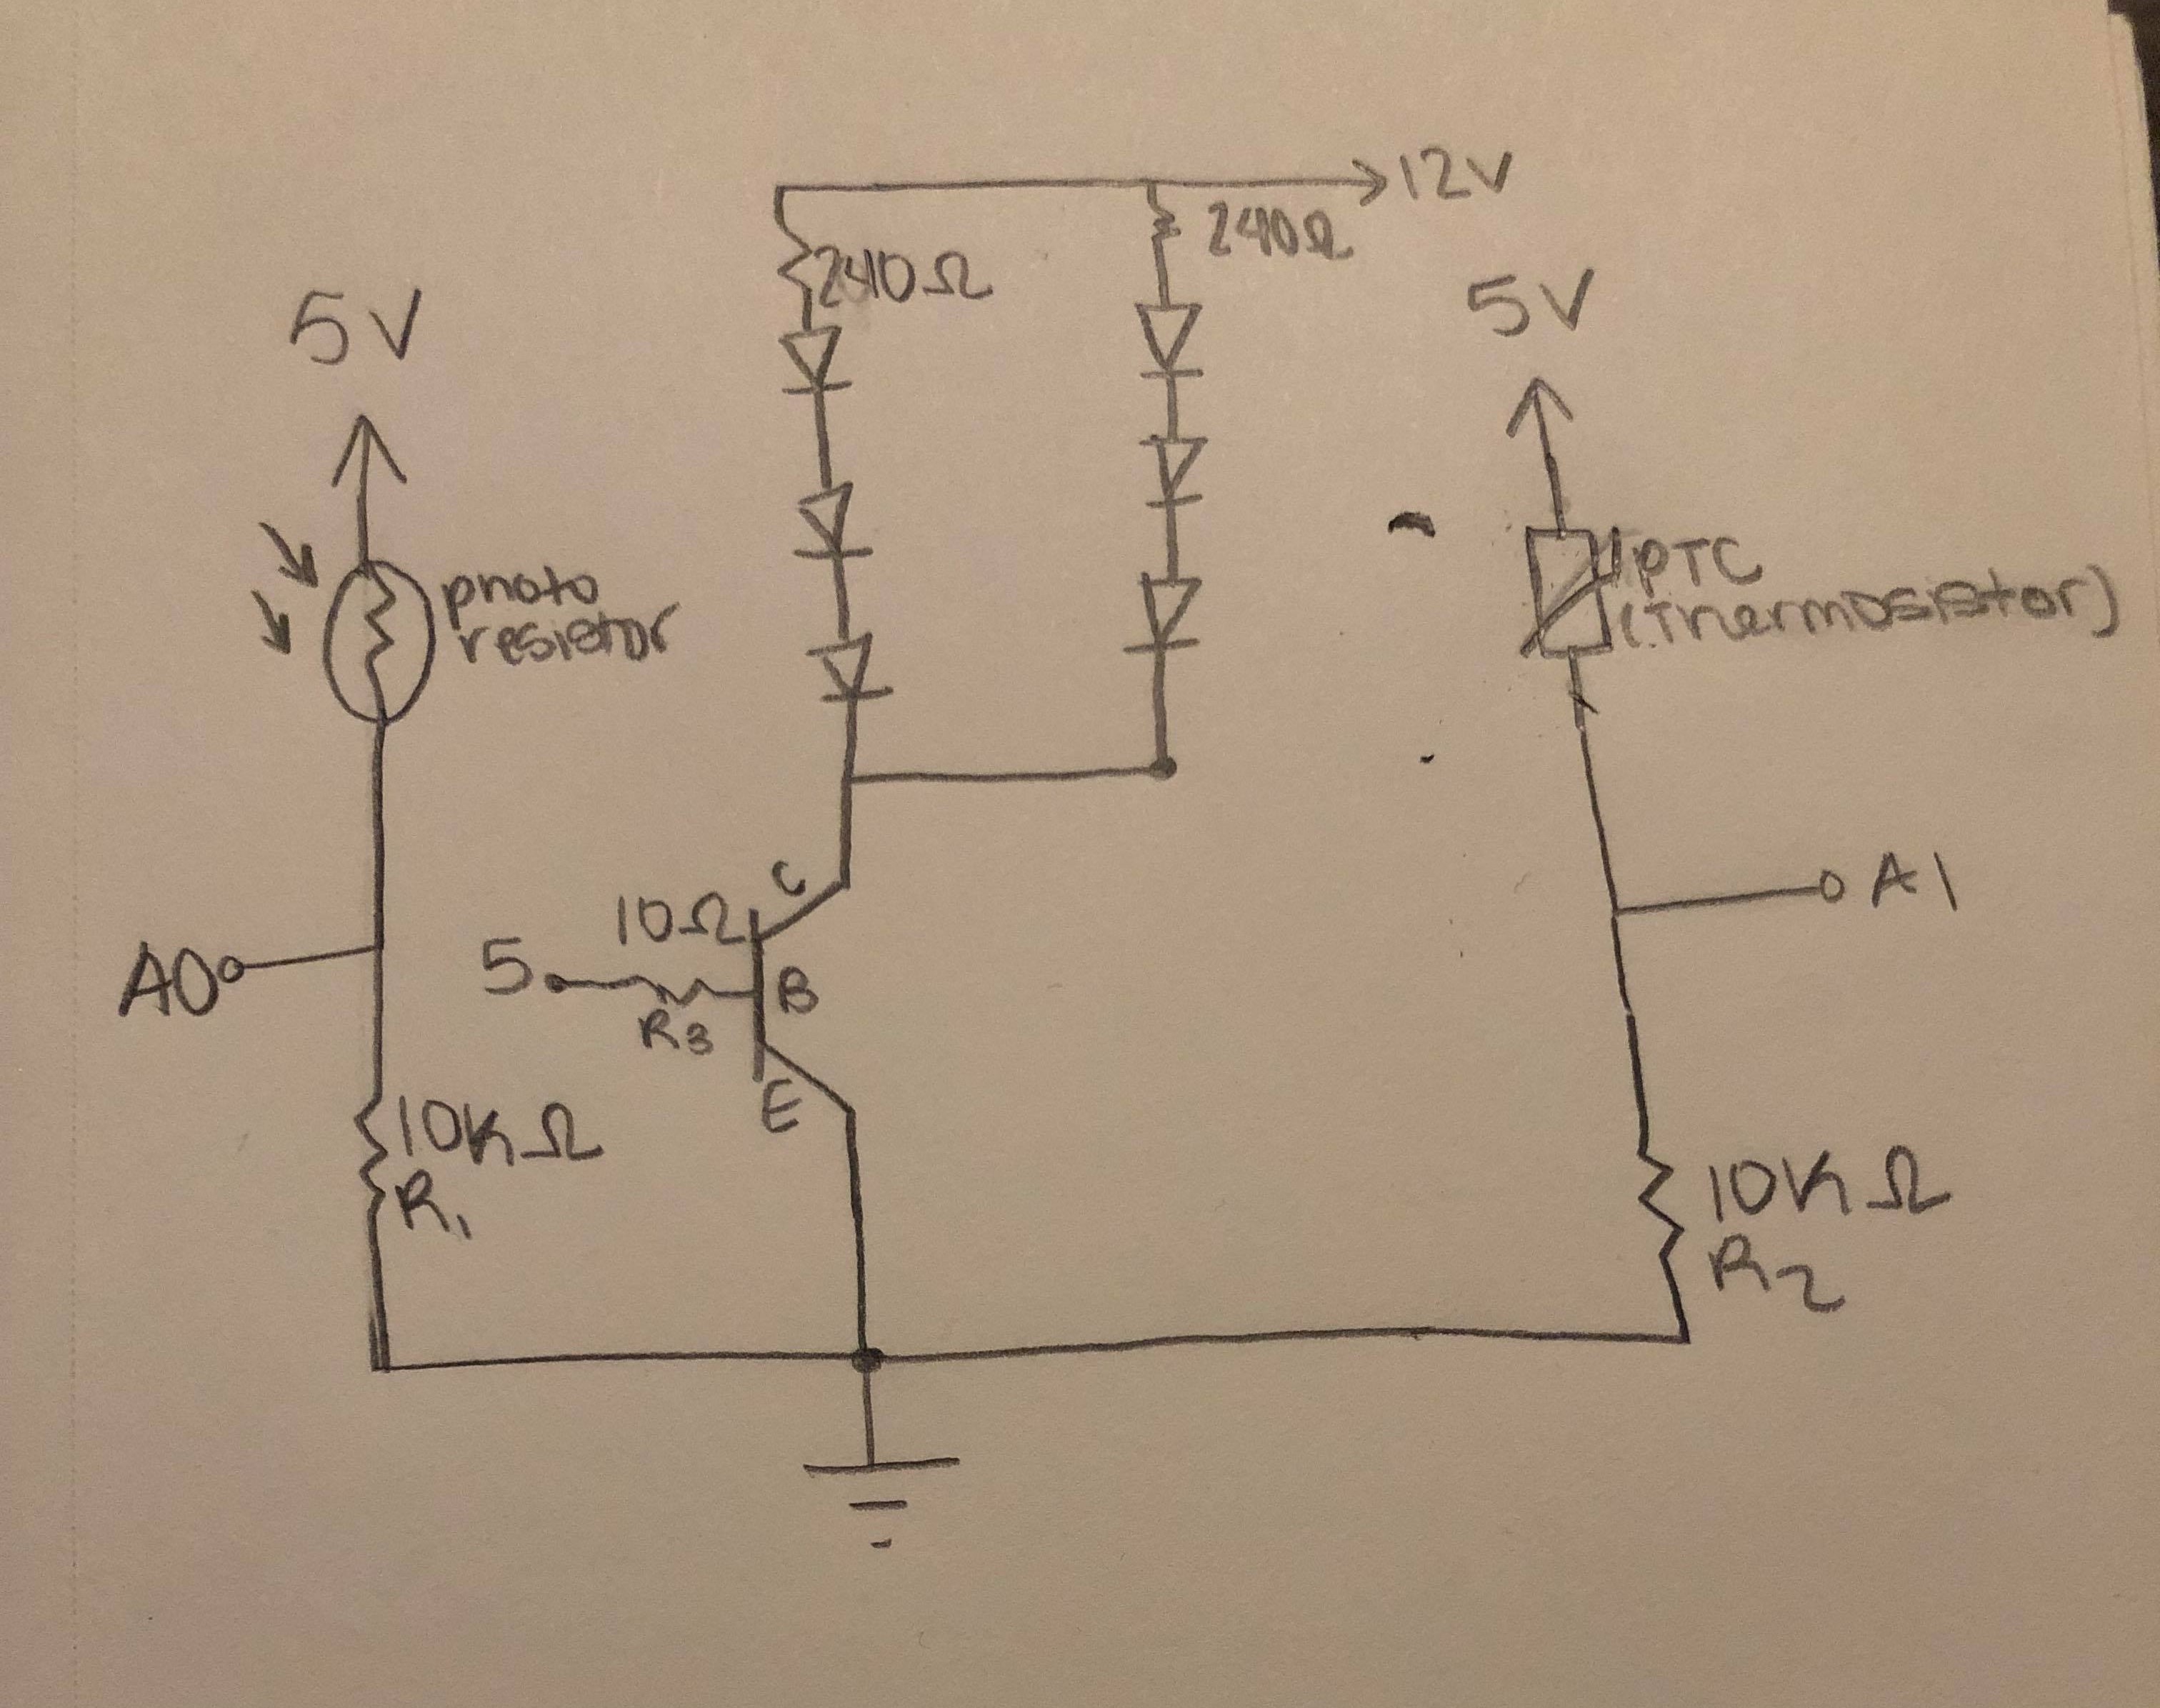 12V
240Ω
240Ω
5V
5V
photo
resistor
PTC
(Thermosistor)
C
10Ω
A1
5
B
A0
R3
E
10KΩ
R1
10KΩ
R2